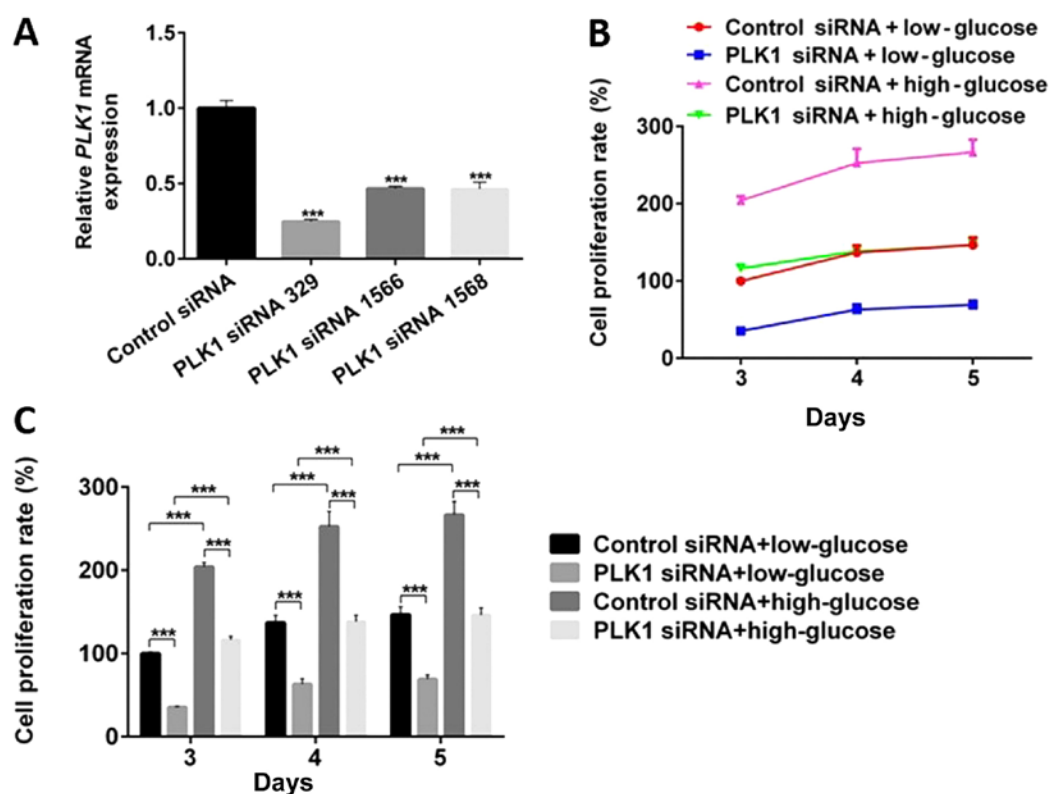 A
Relative PLK1 mRNA
expression
1.5
1.0
0.5
0.0
***
***
***
Control siRNA
PLK1 siRNA 329
PLK1 siRNA 1566
PLK1 siRNA 1568
B
Control siRNA + low-glucose
PLK1 siRNA + low-glucose
Control siRNA + high-glucose
PLK1 siRNA + high-glucose
Cell proliferation rate (%)
300
200
100
0
3
4
5
Days
C
Cell proliferation rate (%)
300
200
100
0
***
***
***
***
***
***
***
***
***
***
***
***
3
4
5
Days
Control siRNA+low-glucose
PLK1 siRNA+low-glucose
Control siRNA+high-glucose
PLK1 siRNA+high-glucose